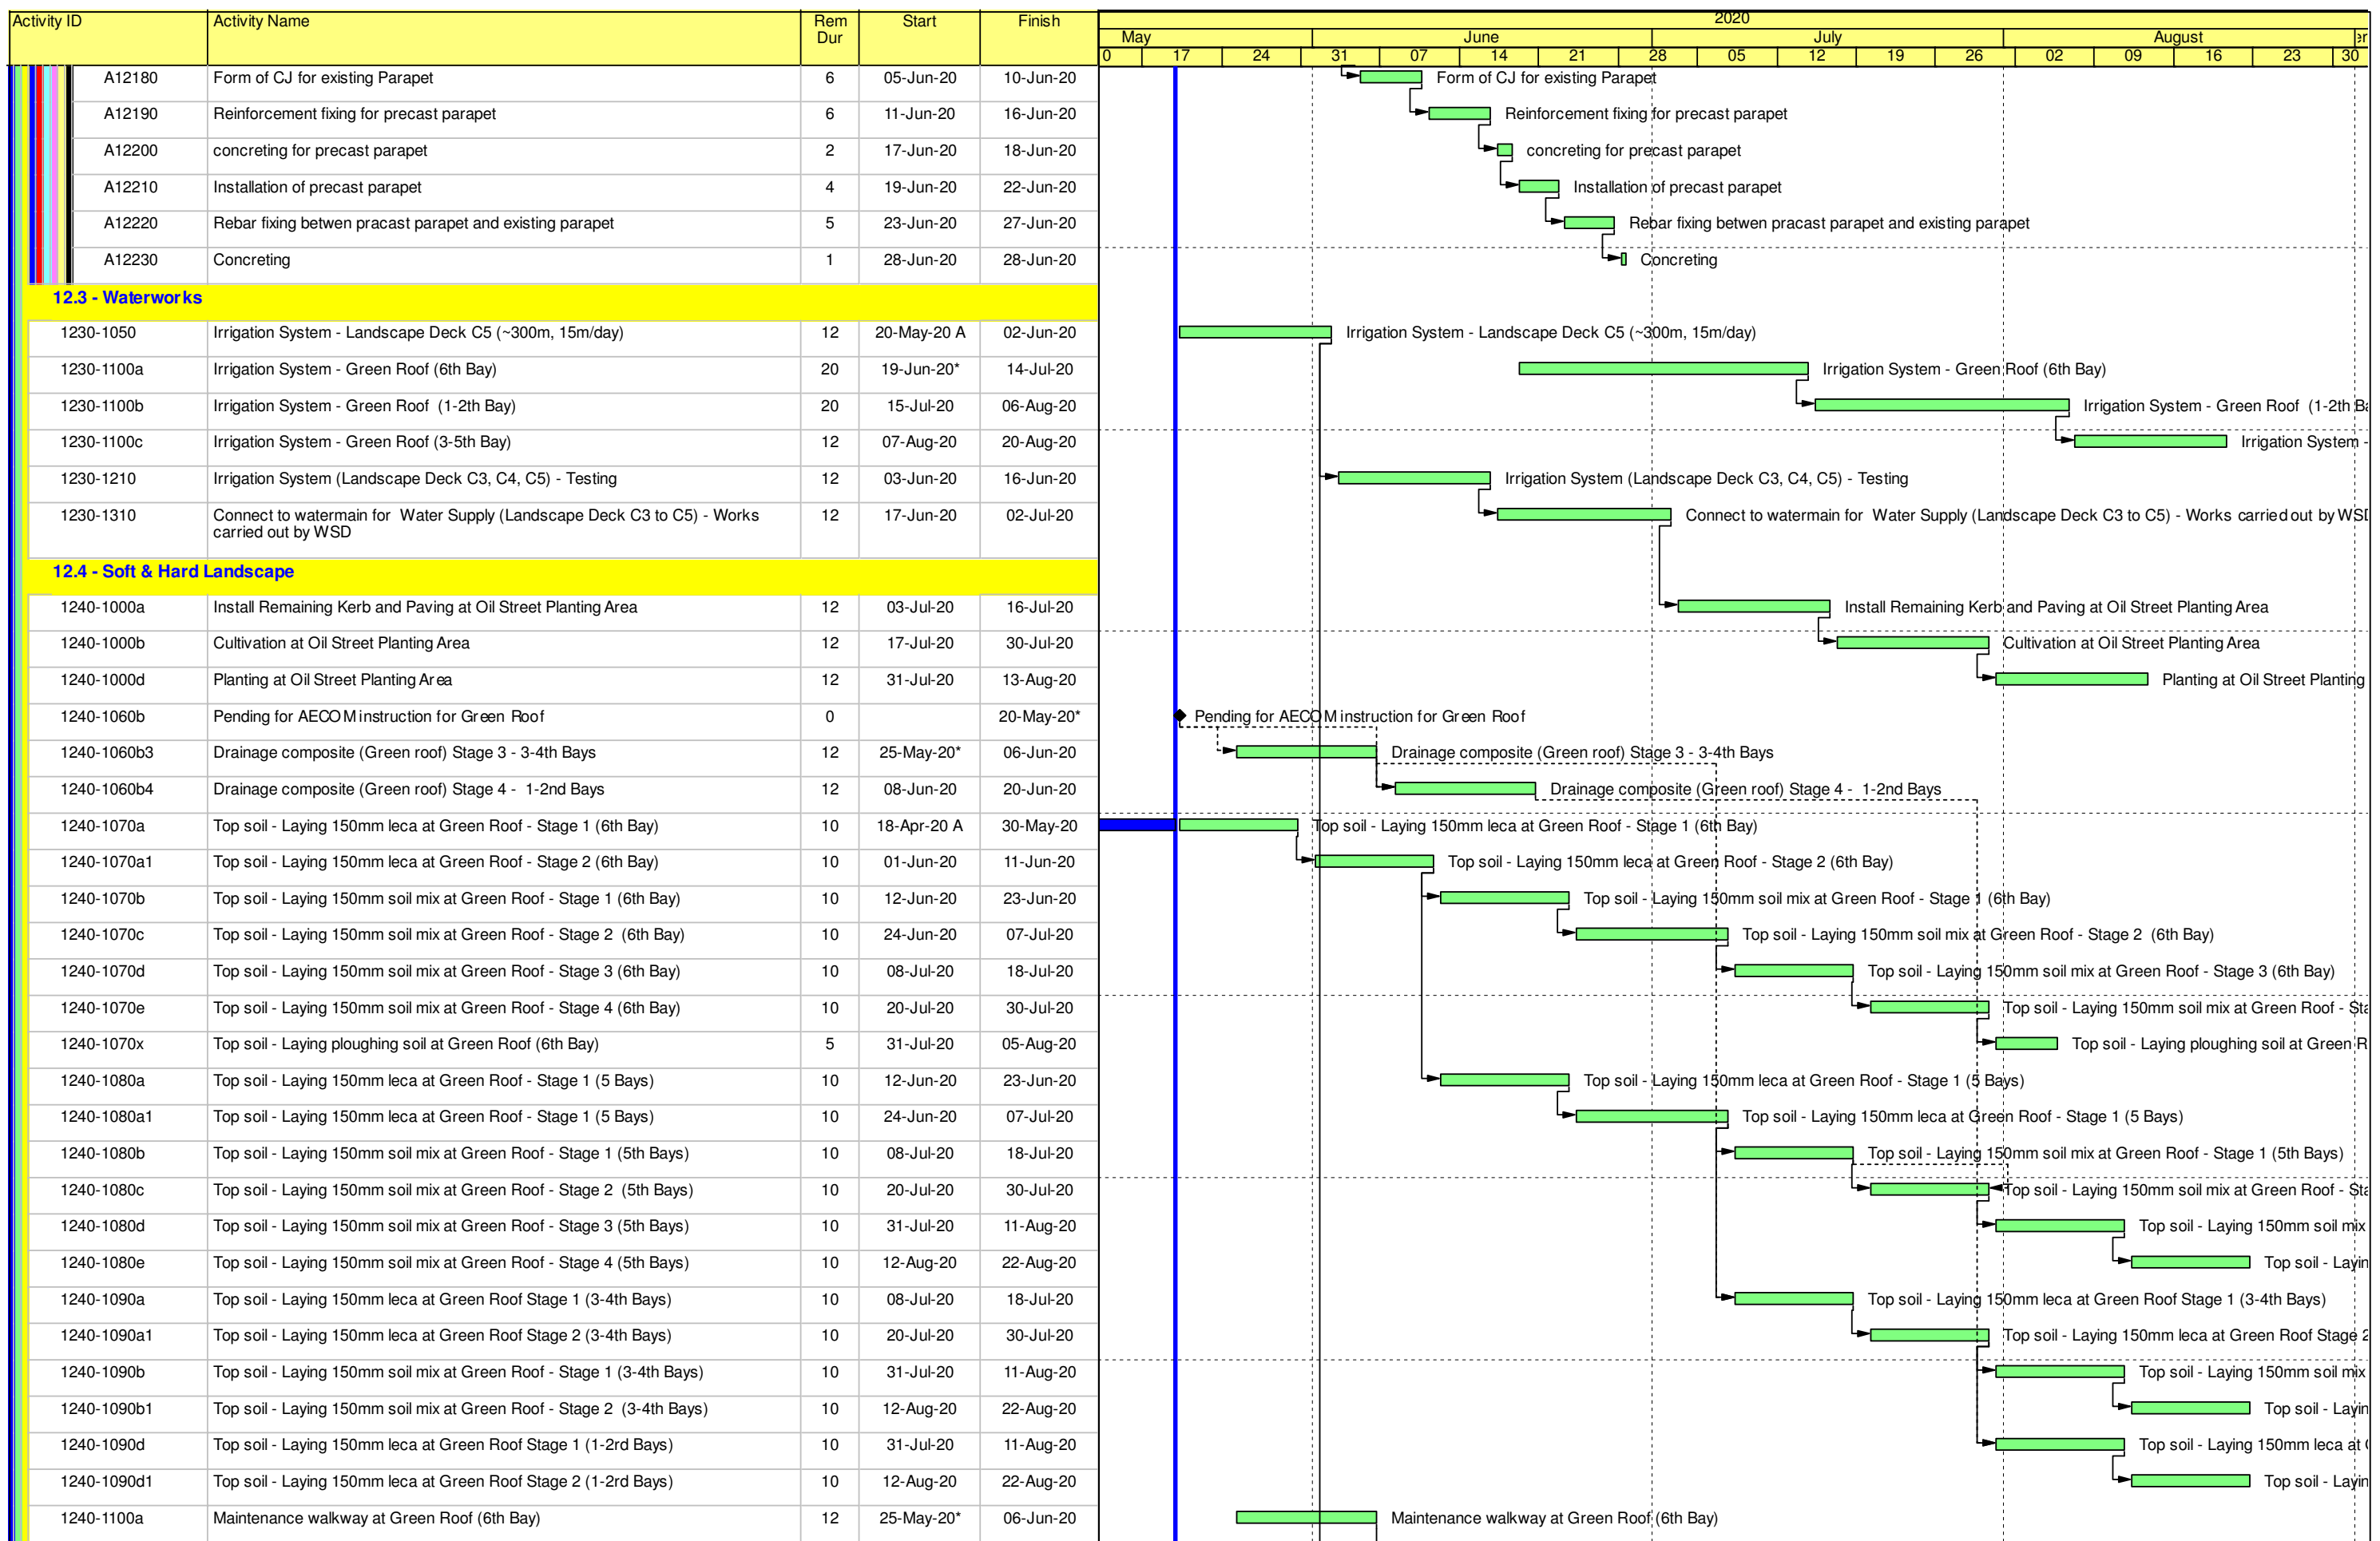 Activity ID Activity Name Rem Dur Start Finish 2020
May June July August
0 17 24 31 07 14 21 28 05 12 19 26 02 09 16 23 30
A12180 Form of CJ for existing Parapet 6 05-Jun-20 10-Jun-20 Form of CJ for existing Parapet
A12190 Reinforcement fixing for precast parapet 6 11-Jun-20 16-Jun-20 Reinforcement fixing for precast parapet
A12200 concreting for precast parapet 2 17-Jun-20 18-Jun-20 concreting for precast parapet
A12210 Installation of precast parapet 4 19-Jun-20 22-Jun-20 Installation of precast parapet
A12220 Rebar fixing betwen pracast parapet and existing parapet 5 23-Jun-20 27-Jun-20 Rebar fixing betwen pracast parapet and existing parapet
A12230 Concreting 1 28-Jun-20 28-Jun-20 Concreting
12.3 - Waterworks
1230-1050 Irrigation System - Landscape Deck C5 (~300m, 15m/day) 12 20-May-20 A 02-Jun-20 Irrigation System - Landscape Deck C5 (~300m, 15m/day)
1230-1100a Irrigation System - Green Roof (6th Bay) 20 19-Jun-20* 14-Jul-20 Irrigation System - Green Roof (6th Bay)
1230-1100b Irrigation System - Green Roof (1-2th Bay) 20 15-Jul-20 06-Aug-20 Irrigation System - Green Roof (1-2th Ba
1230-1100c Irrigation System - Green Roof (3-5th Bay) 12 07-Aug-20 20-Aug-20 Irrigation System -
1230-1210 Irrigation System (Landscape Deck C3, C4, C5) - Testing 12 03-Jun-20 16-Jun-20 Irrigation System (Landscape Deck C3, C4, C5) - Testing
1230-1310 Connect to watermain for Water Supply (Landscape Deck C3 to C5) - Works 12 17-Jun-20 02-Jul-20 Connect to watermain for Water Supply (Landscape Deck C3 to C5) - Works carried out by WSD
carried out by WSD
12.4 - Soft & Hard Landscape
1240-1000a Install Remaining Kerb and Paving at Oil Street Planting Area 12 03-Jul-20 16-Jul-20 Install Remaining Kerb and Paving at Oil Street Planting Area
1240-1000b Cultivation at Oil Street Planting Area 12 17-Jul-20 30-Jul-20 Cultivation at Oil Street Planting Area
1240-1000d Planting at Oil Street Planting Area 12 31-Jul-20 13-Aug-20 Planting at Oil Street Planting
1240-1060b Pending for AECOM instruction for Green Roof 0 20-May-20* Pending for AECOM instruction for Green Roof
1240-1060b3 Drainage composite (Green roof) Stage 3 - 3-4th Bays 12 25-May-20* 06-Jun-20 Drainage composite (Green roof) Stage 3 - 3-4th Bays
1240-1060b4 Drainage composite (Green roof) Stage 4 - 1-2nd Bays 12 08-Jun-20 20-Jun-20 Drainage composite (Green roof) Stage 4 - 1-2nd Bays
1240-1070a Top soil - Laying 150mm leca at Green Roof - Stage 1 (6th Bay) 10 18-Apr-20 A 30-May-20 Top soil - Laying 150mm leca at Green Roof - Stage 1 (6th Bay)
1240-1070a1 Top soil - Laying 150mm leca at Green Roof - Stage 2 (6th Bay) 10 01-Jun-20 11-Jun-20 Top soil - Laying 150mm leca at Green Roof - Stage 2 (6th Bay)
1240-1070b Top soil - Laying 150mm soil mix at Green Roof - Stage 1 (6th Bay) 10 12-Jun-20 23-Jun-20 Top soil - Laying 150mm soil mix at Green Roof - Stage 1 (6th Bay)
1240-1070c Top soil - Laying 150mm soil mix at Green Roof - Stage 2 (6th Bay) 10 24-Jun-20 07-Jul-20 Top soil - Laying 150mm soil mix at Green Roof - Stage 2 (6th Bay)
1240-1070d Top soil - Laying 150mm soil mix at Green Roof - Stage 3 (6th Bay) 10 08-Jul-20 18-Jul-20 Top soil - Laying 150mm soil mix at Green Roof - Stage 3 (6th Bay)
1240-1070e Top soil - Laying 150mm soil mix at Green Roof - Stage 4 (6th Bay) 10 20-Jul-20 30-Jul-20 Top soil - Laying 150mm soil mix at Green Roof - Sta
1240-1070x Top soil - Laying ploughing soil at Green Roof (6th Bay) 5 31-Jul-20 05-Aug-20 Top soil - Laying ploughing soil at Green R
1240-1080a Top soil - Laying 150mm leca at Green Roof - Stage 1 (5 Bays) 10 12-Jun-20 23-Jun-20 Top soil - Laying 150mm leca at Green Roof - Stage 1 (5 Bays)
1240-1080a1 Top soil - Laying 150mm leca at Green Roof - Stage 1 (5 Bays) 10 24-Jun-20 07-Jul-20 Top soil - Laying 150mm leca at Green Roof - Stage 1 (5 Bays)
1240-1080b Top soil - Laying 150mm soil mix at Green Roof - Stage 1 (5th Bays) 10 08-Jul-20 18-Jul-20 Top soil - Laying 150mm soil mix at Green Roof - Stage 1 (5th Bays)
1240-1080c Top soil - Laying 150mm soil mix at Green Roof - Stage 2 (5th Bays) 10 20-Jul-20 30-Jul-20 Top soil - Laying 150mm soil mix at Green Roof - Sta
1240-1080d Top soil - Laying 150mm soil mix at Green Roof - Stage 3 (5th Bays) 10 31-Jul-20 11-Aug-20 Top soil - Laying 150mm soil mix
1240-1080e Top soil - Laying 150mm soil mix at Green Roof - Stage 4 (5th Bays) 10 12-Aug-20 22-Aug-20 Top soil - Layin
1240-1090a Top soil - Laying 150mm leca at Green Roof Stage 1 (3-4th Bays) 10 08-Jul-20 18-Jul-20 Top soil - Laying 150mm leca at Green Roof Stage 1 (3-4th Bays)
1240-1090a1 Top soil - Laying 150mm leca at Green Roof Stage 2 (3-4th Bays) 10 20-Jul-20 30-Jul-20 Top soil - Laying 150mm leca at Green Roof Stage 2
1240-1090b Top soil - Laying 150mm soil mix at Green Roof - Stage 1 (3-4th Bays) 10 31-Jul-20 11-Aug-20 Top soil - Laying 150mm soil mix
1240-1090b1 Top soil - Laying 150mm soil mix at Green Roof - Stage 2 (3-4th Bays) 10 12-Aug-20 22-Aug-20 Top soil - Layin
1240-1090d Top soil - Laying 150mm leca at Green Roof Stage 1 (1-2rd Bays) 10 31-Jul-20 11-Aug-20 Top soil - Laying 150mm leca at
1240-1090d1 Top soil - Laying 150mm leca at Green Roof Stage 2 (1-2rd Bays) 10 12-Aug-20 22-Aug-20 Top soil - Layin
1240-1100a Maintenance walkway at Green Roof (6th Bay) 12 25-May-20* 06-Jun-20 Maintenance walkway at Green Roof (6th Bay)